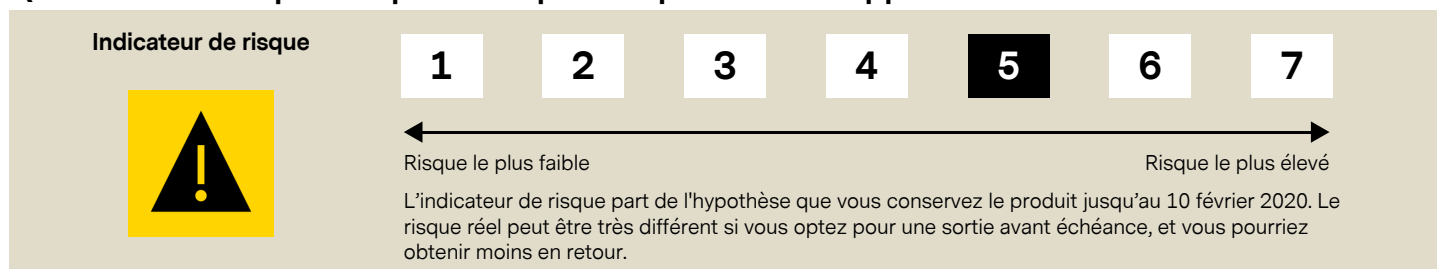 Indicateur de risque
1 2 3 4 5 6 7
Risque le plus faible Risque le plus élevé
L’indicateur de risque part de l'hypothèse que vous conservez le produit jusqu’au 10 février 2020. Le
risque réel peut être très différent si vous optez pour une sortie avant échéance, et vous pourriez
obtenir moins en retour.